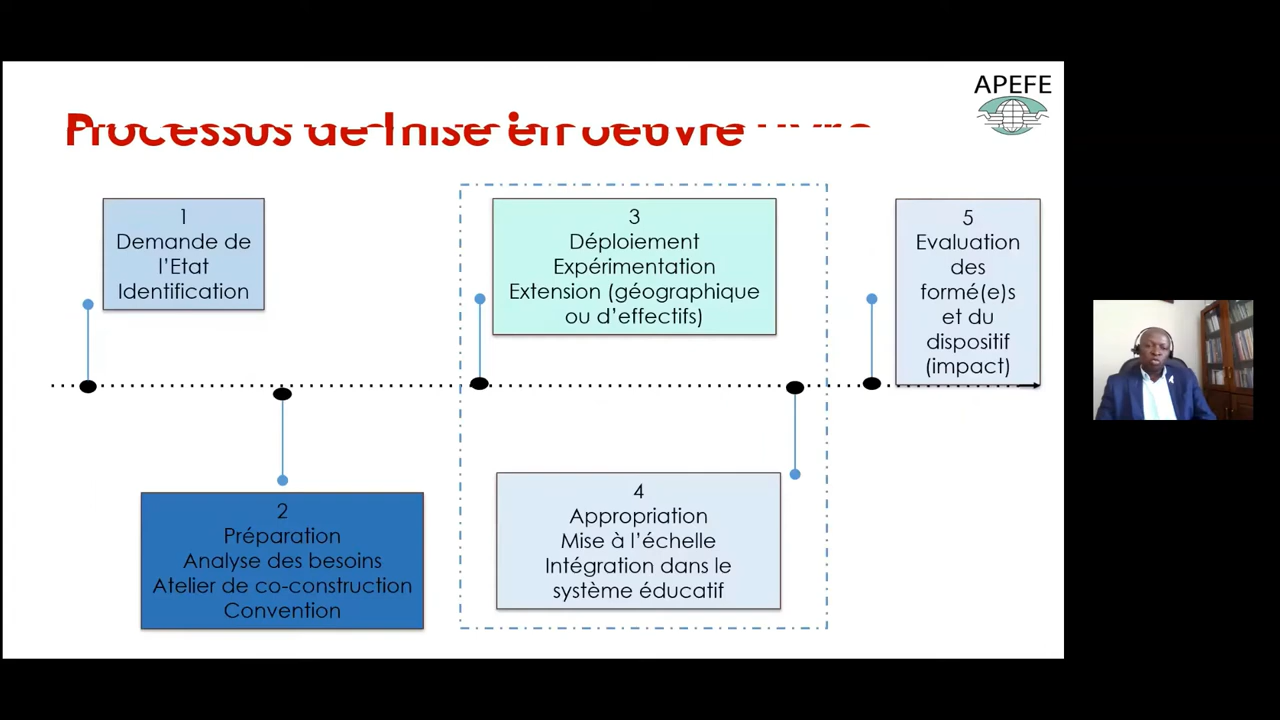 APEFE
Processus de mise en oeuvre
1
Demande de
l’Etat
Identification
3
Déploiement
Expérimentation
Extension (géographique
ou d’effectifs)
5
Evaluation
des
formé(e)s
et du
dispositif
(impact)
2
Préparation
Analyse des besoins
Atelier de co-construction
Convention
4
Appropriation
Mise à l’échelle
Intégration dans le
système éducatif